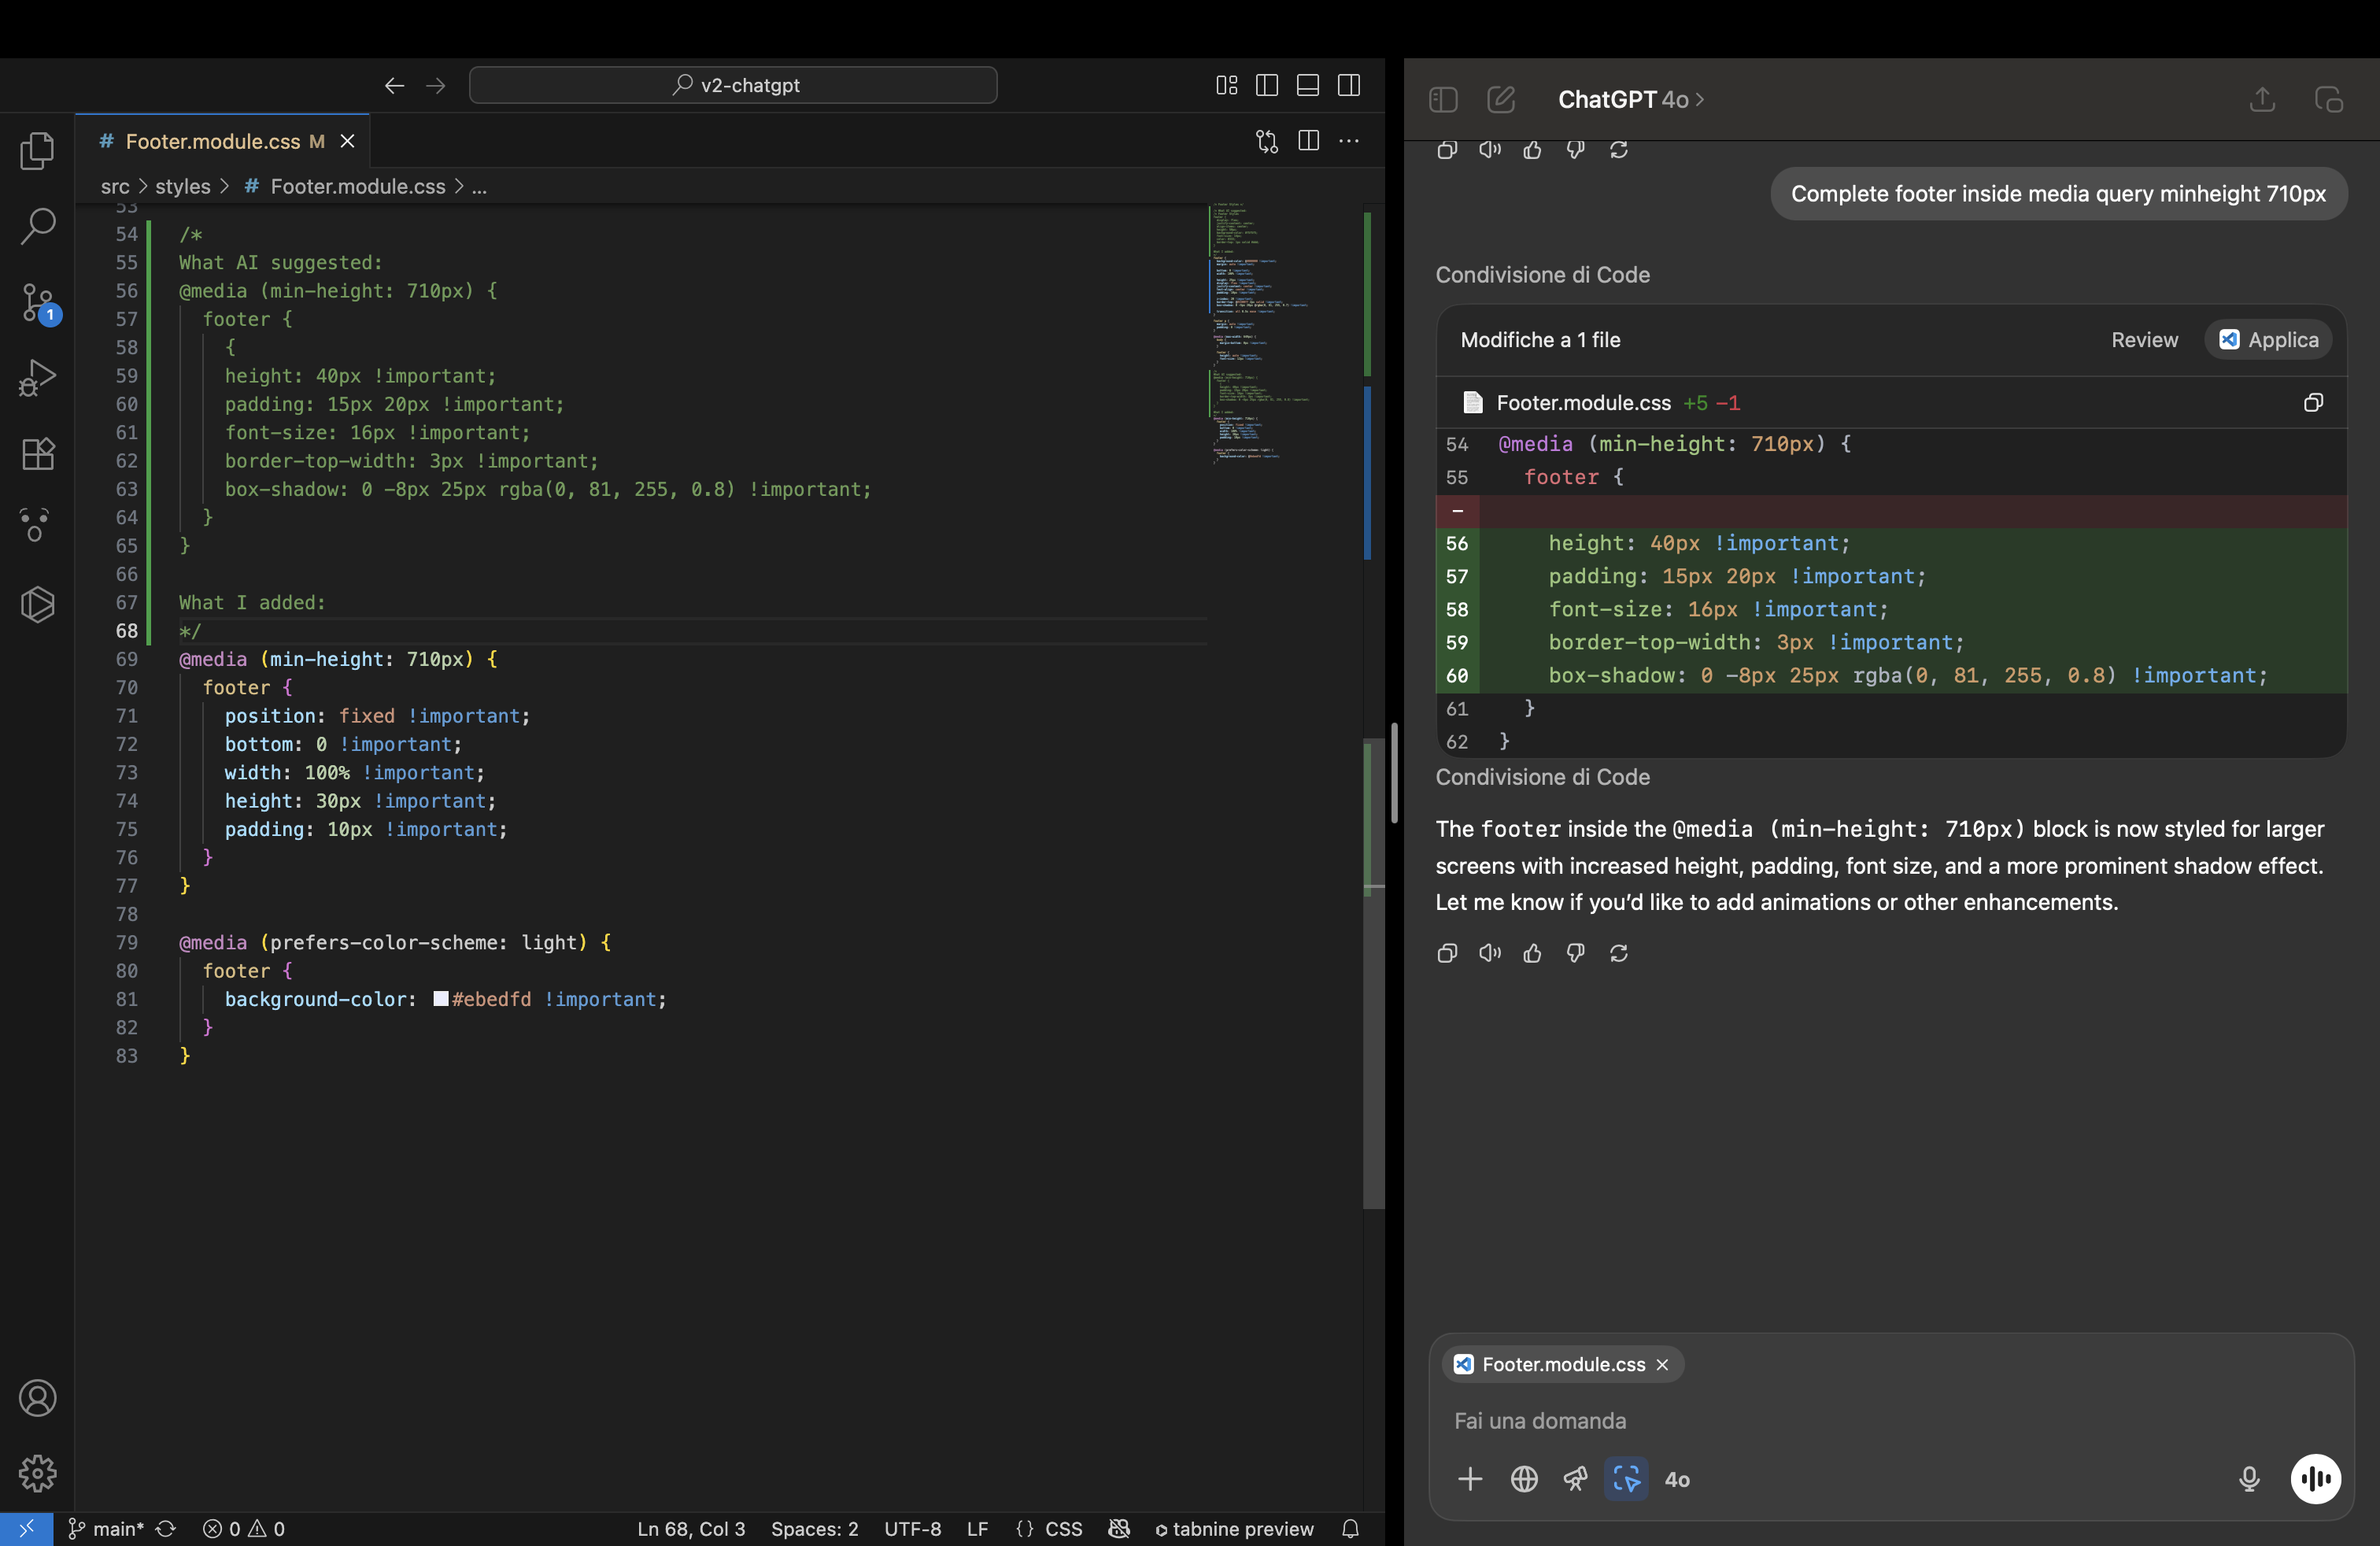 v2-chatgpt
# Footer.module.css M
src > styles > # Footer.module.css > ...
53
54 /*
55 What AI suggested:
56 @media (min-height: 710px) {
57 footer {
58 {
59 height: 40px !important;
60 padding: 15px 20px !important;
61 font-size: 16px !important;
62 border-top-width: 3px !important;
63 box-shadow: 0 -8px 25px rgba(0, 81, 255, 0.8) !important;
64 }
65 }
66
67 What I added:
68 */
69 @media (min-height: 710px) {
70 footer {
71 position: fixed !important;
72 bottom: 0 !important;
73 width: 100% !important;
74 height: 30px !important;
75 padding: 10px !important;
76 }
77 }
78
79 @media (prefers-color-scheme: light) {
80 footer {
81 background-color: #ebedfd !important;
82 }
83 }
1
main* 0 0 Ln 68, Col 3 Spaces: 2 UTF-8 LF {} CSS tabnine preview
ChatGPT 4o >
Complete footer inside media query minheight 710px
Condivisione di Code
Modifiche a 1 file Review Applica
Footer.module.css +5 -1
54 @media (min-height: 710px) {
55 footer {
-
56 height: 40px !important;
57 padding: 15px 20px !important;
58 font-size: 16px !important;
59 border-top-width: 3px !important;
60 box-shadow: 0 -8px 25px rgba(0, 81, 255, 0.8) !important;
61 }
62 }
Condivisione di Code
The footer inside the @media (min-height: 710px) block is now styled for larger
screens with increased height, padding, font size, and a more prominent shadow effect.
Let me know if you’d like to add animations or other enhancements.
Footer.module.css
Fai una domanda
4o